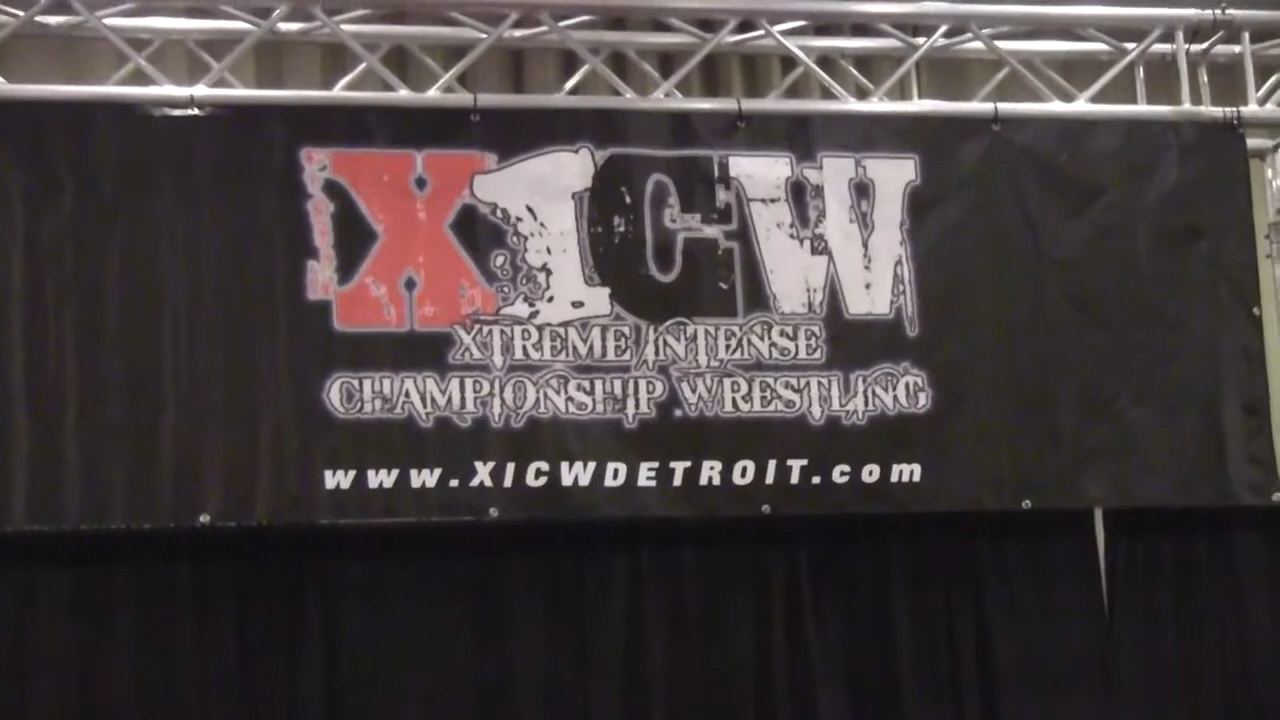 XICW
XTREME INTENSE
CHAMPIONSHIP WRESTLING
www.XICWDETROIT.com